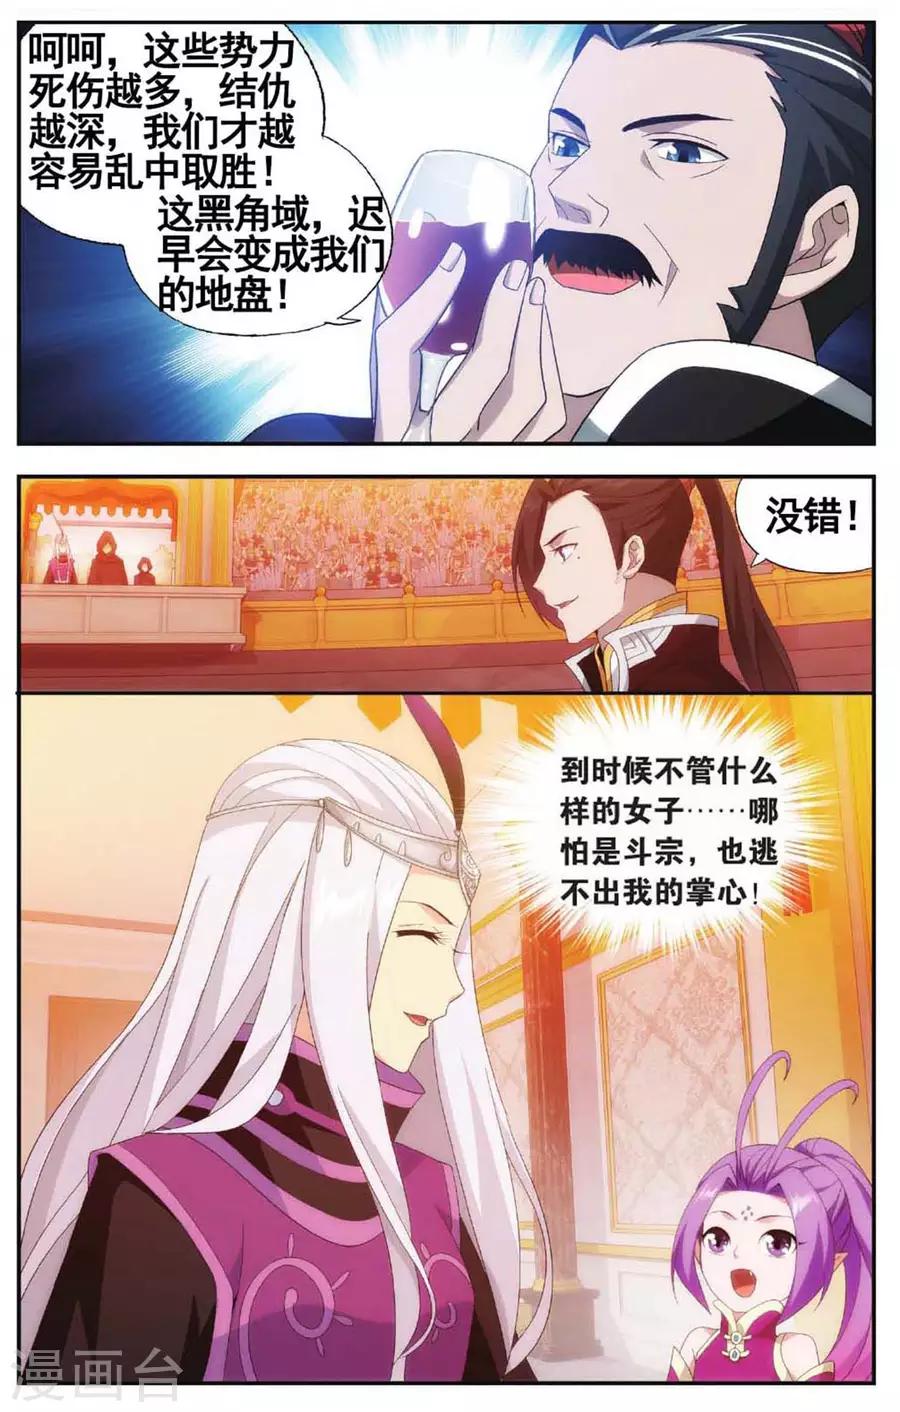 呵呵，这些势力
死伤越多，结仇
越深，我们才越
容易乱中取胜！
这黑角域，迟
早会变成我们
的地盘！
没错！
到时候不管什么
样的女子……哪
怕是斗宗，也逃
不出我的掌心！
漫画台